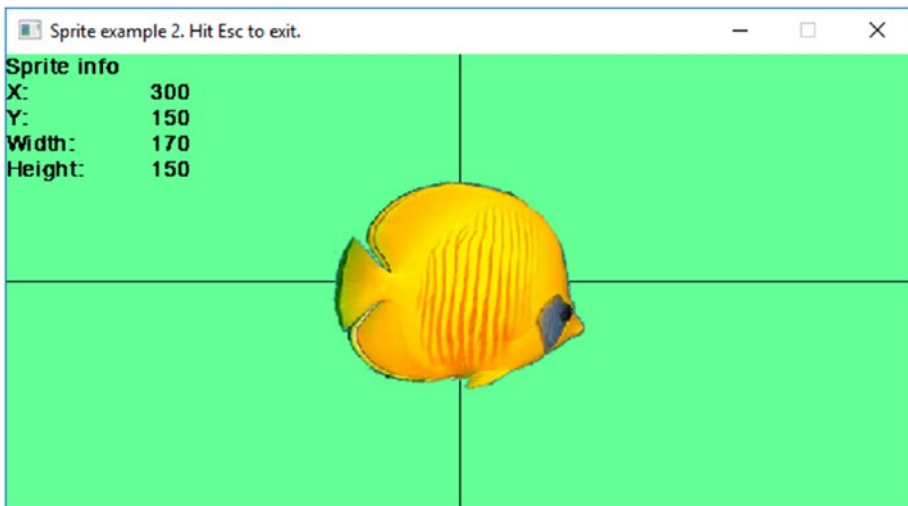 Sprite example 2. Hit Esc to exit.
Sprite info
X: 300
Y: 150
Width: 170
Height: 150